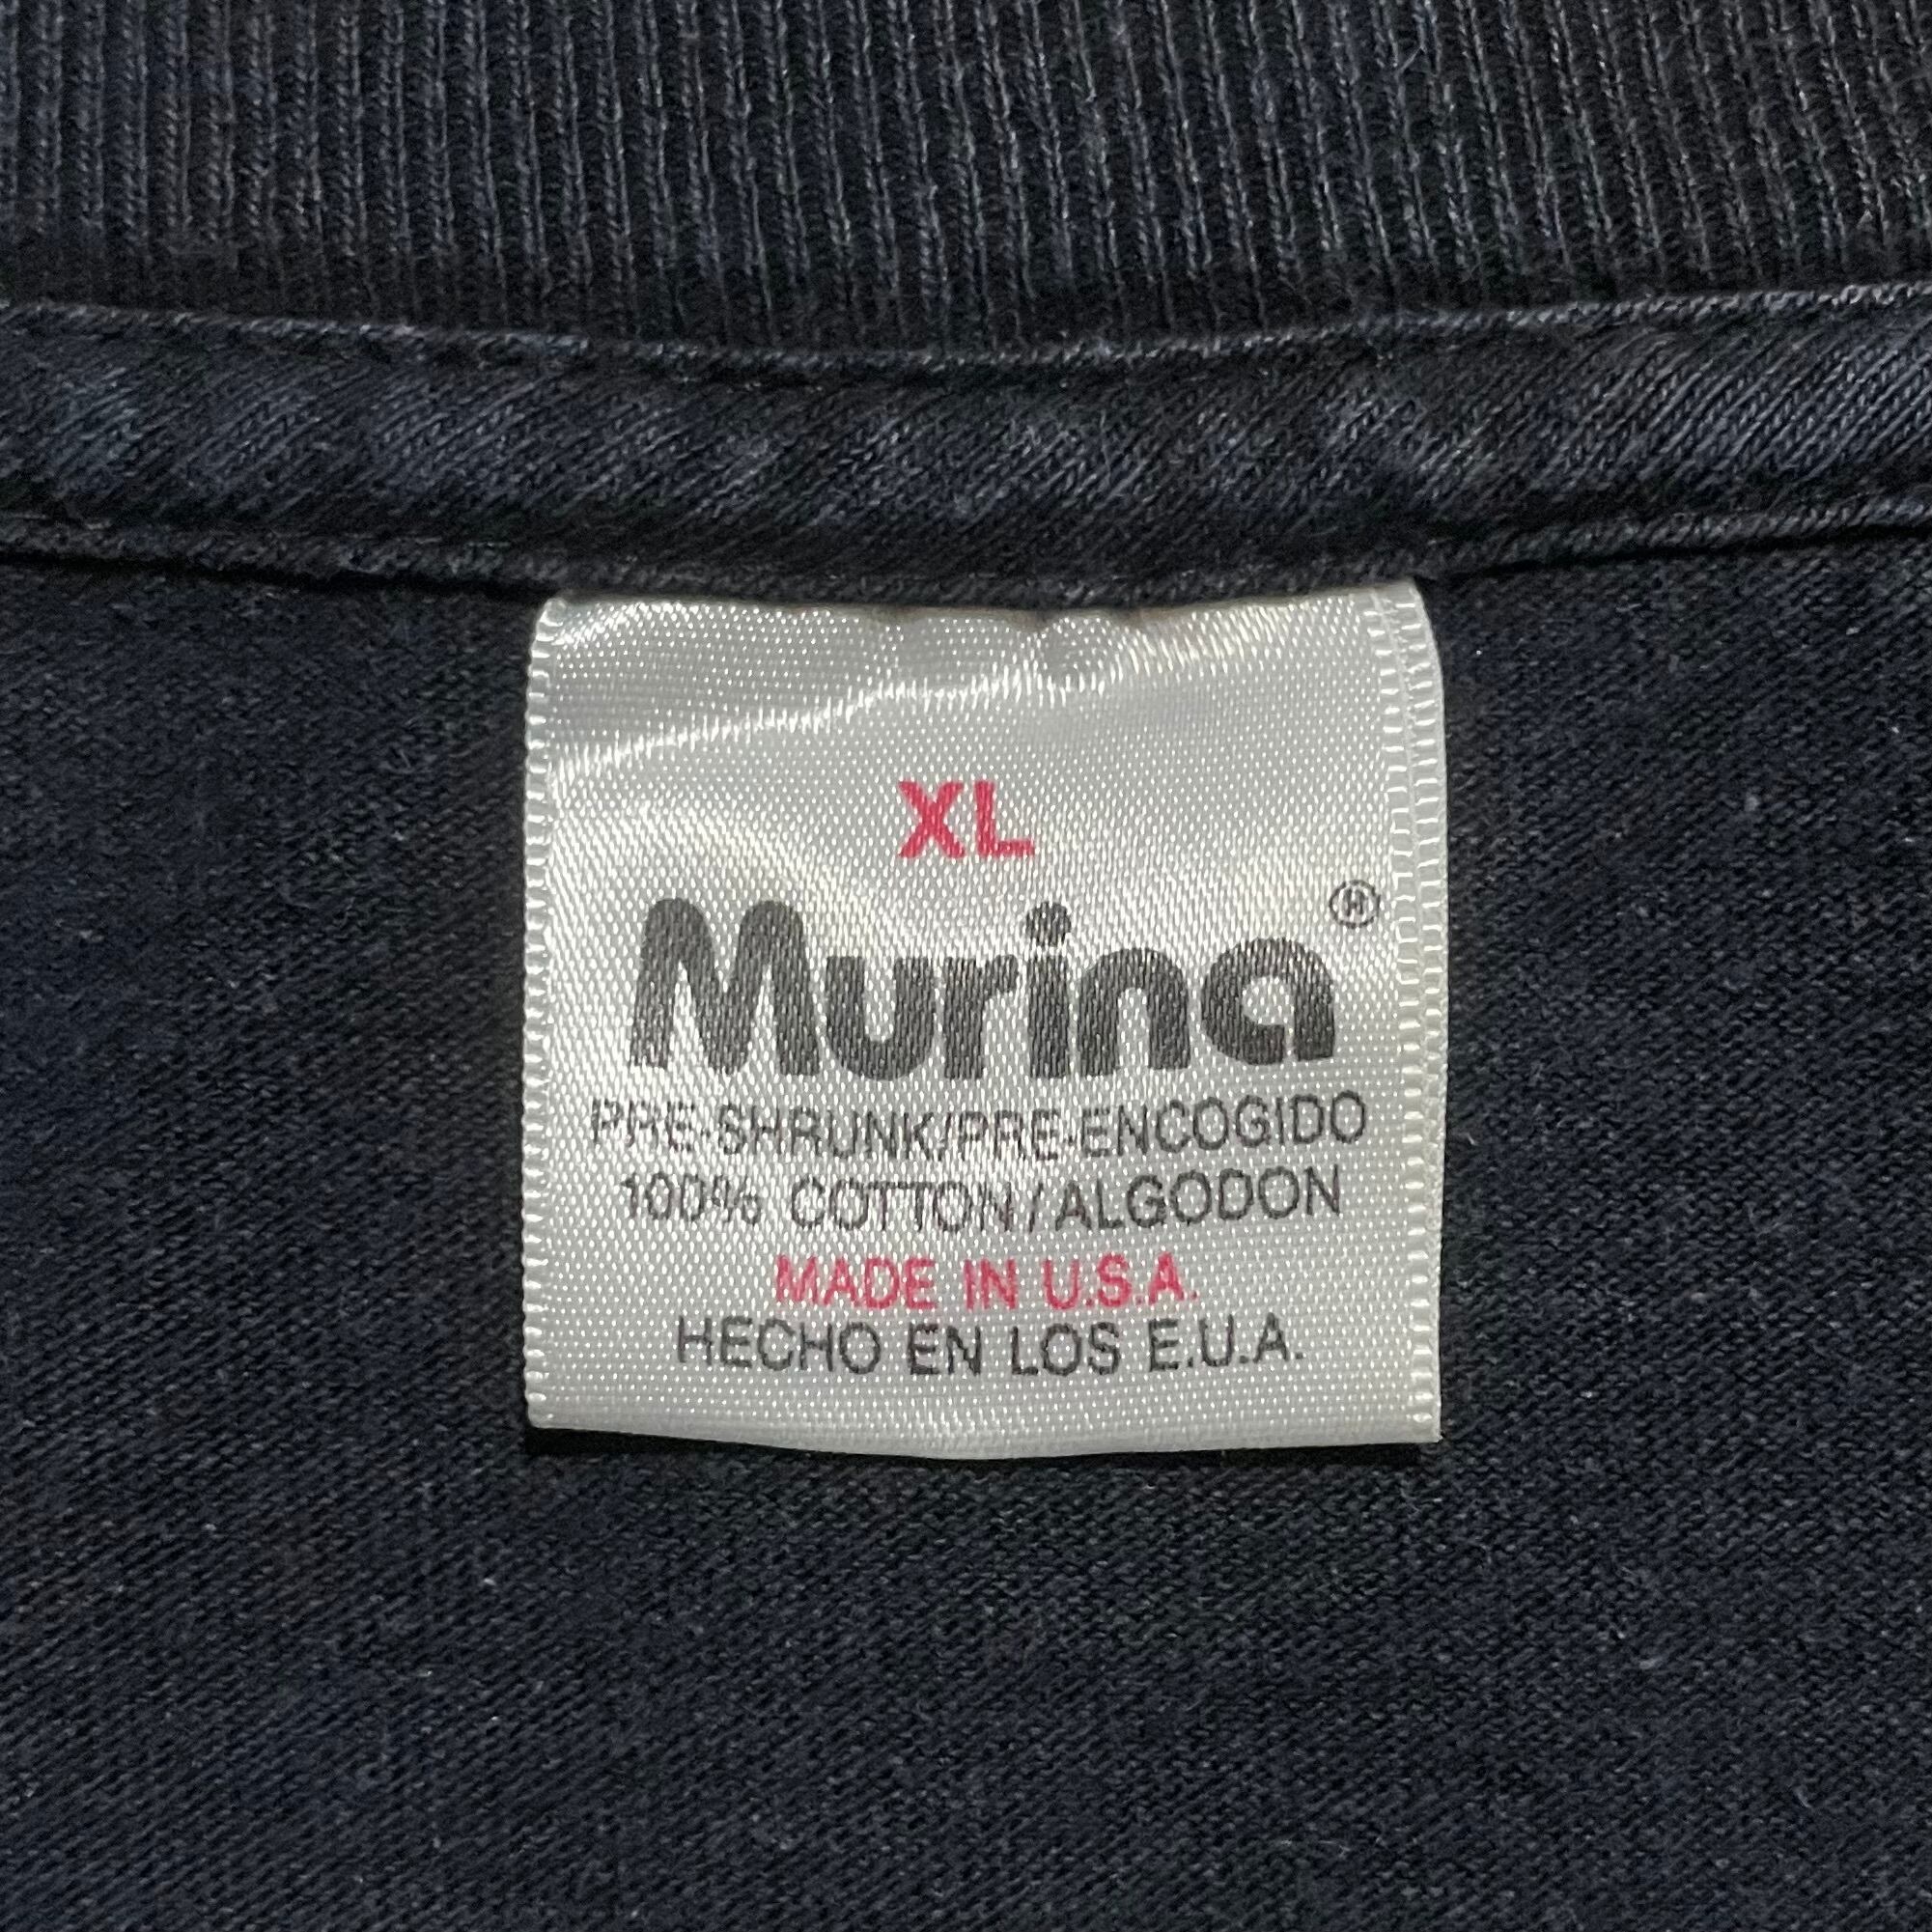 XL
Murina ®
PRE-SHRUNK/PRE-ENCOGIDO
100% COTTON/ALGODON
MADE IN U.S.A.
HECHO EN LOS E.U.A.